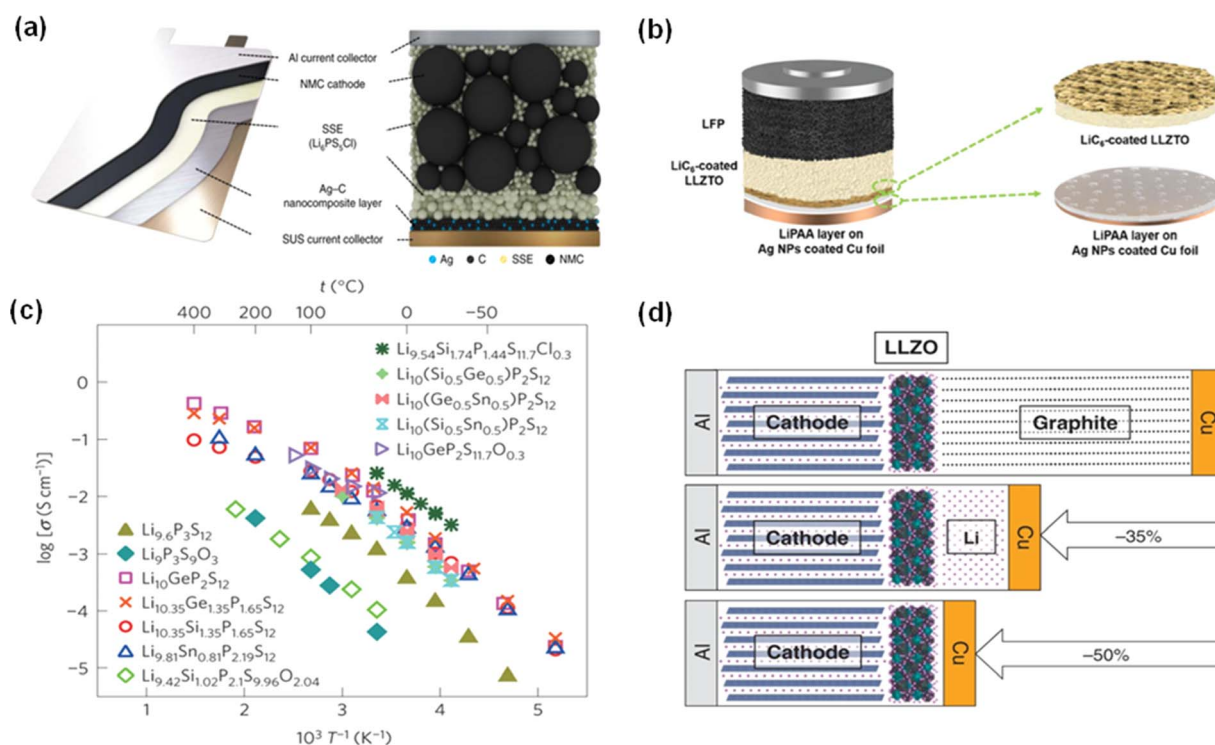 (a)
Al current collector
NMC cathode
SSE
(Li₆PS₅Cl)
Ag–C
nanocomposite layer
SUS current collector
Ag C SSE NMC
(b)
LFP
LiC₆-coated
LLZTO
LiPAA layer on
Ag NPs coated Cu foil
LiC₆-coated LLZTO
LiPAA layer on
Ag NPs coated Cu foil
(c)
t (°C)
400 200 100 0 −50
log [σ (S cm⁻¹)]
0
−1
−2
−3
−4
−5
Li₉.₅₄Si₁.₇₄P₁.₄₄S₁₁.₇Cl₀.₃
Li₁₀(Si₀.₅Ge₀.₅)P₂S₁₂
Li₁₀(Ge₀.₅Sn₀.₅)P₂S₁₂
Li₁₀(Si₀.₅Sn₀.₅)P₂S₁₂
Li₁₀GeP₂S₁₁.₇O₀.₃
Li₉.₆P₃S₁₂
Li₉P₃S₉O₃
Li₁₀GeP₂S₁₂
Li₁₀.₃₅Ge₁.₃₅P₁.₆₅S₁₂
Li₁₀.₃₅Si₁.₃₅P₁.₆₅S₁₂
Li₉.₈₁Sn₀.₈₁P₂.₁₉S₁₂
Li₉.₄₂Si₁.₀₂P₂.₁S₉.₉₆O₂.₀₄
1 2 3 4 5
10³ T⁻¹ (K⁻¹)
(d)
LLZO
Al Cathode Graphite Cu
Al Cathode Li Cu −35%
Al Cathode Cu −50%